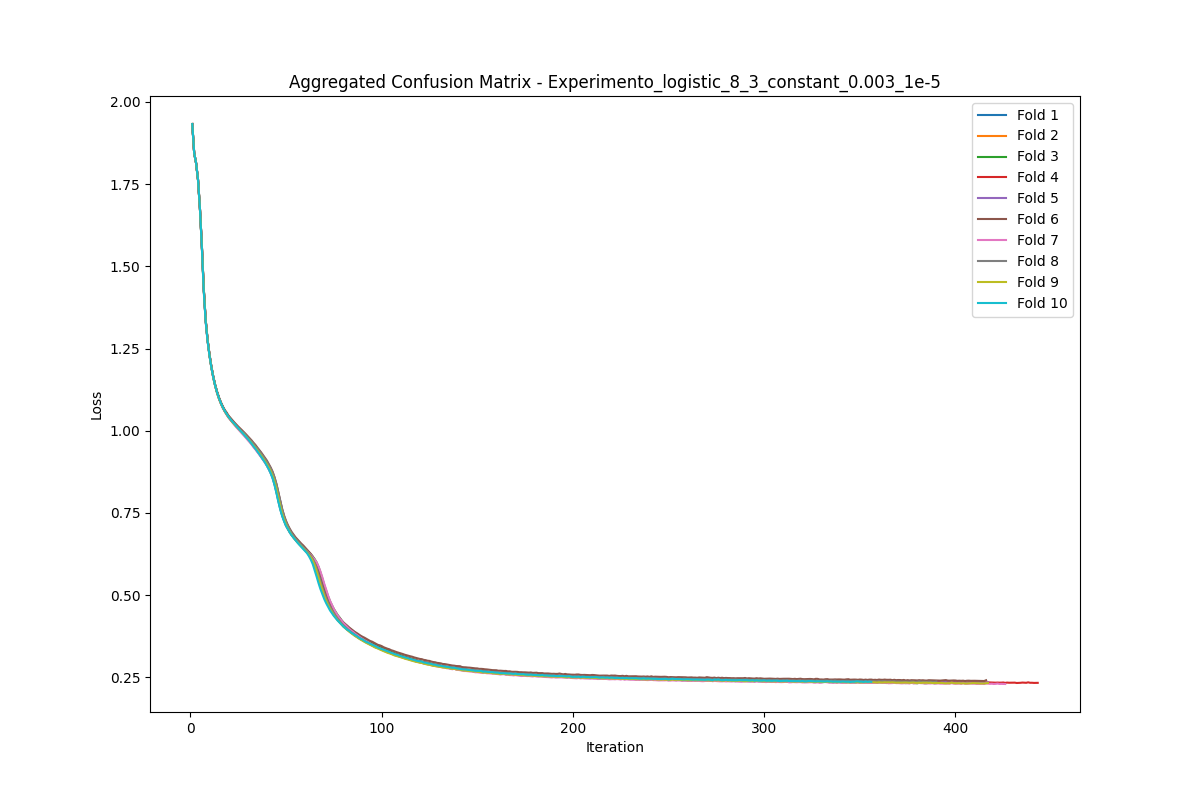 Aggregated Confusion Matrix - Experimento_logistic_8_3_constant_0.003_1e-5
2.00
1.75
1.50
1.25
1.00
0.75
0.50
0.25
Loss
Fold 1
Fold 2
Fold 3
Fold 4
Fold 5
Fold 6
Fold 7
Fold 8
Fold 9
Fold 10
0 100 200 300 400
Iteration